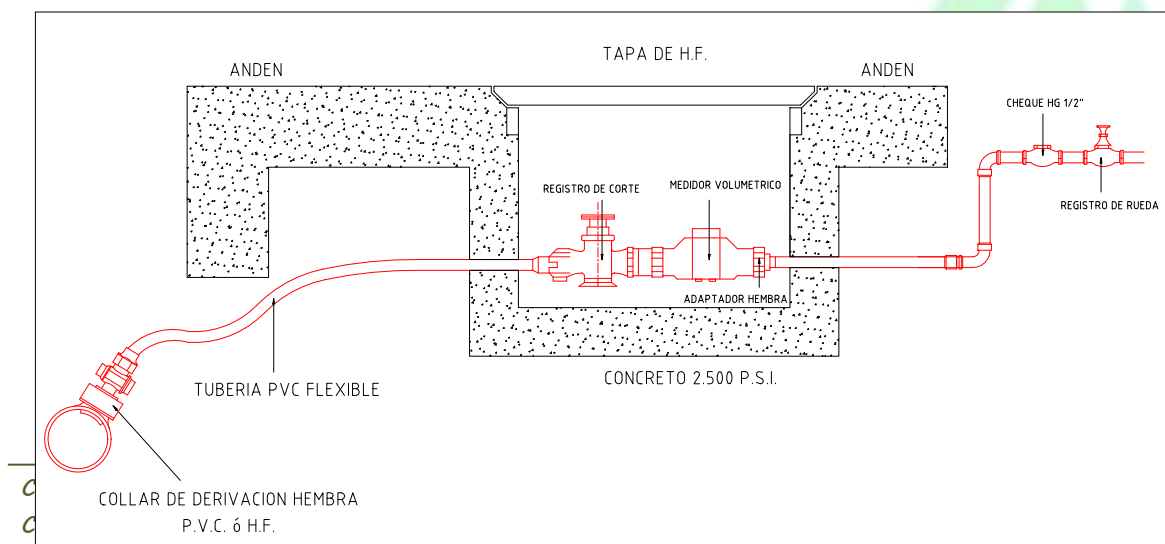 TAPA DE H.F.
ANDEN
ANDEN
CHEQUE HG 1/2"
REGISTRO DE CORTE
MEDIDOR VOLUMETRICO
REGISTRO DE RUEDA
ADAPTADOR HEMBRA
CONCRETO 2.500 P.S.I.
TUBERIA PVC FLEXIBLE
COLLAR DE DERIVACION HEMBRA
P.V.C. ó H.F.
C
C